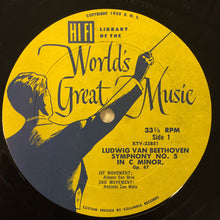 COPYRIGHT 1956 B. M. S.
HI FI
LIBRARY
OF THE
World's
Great Music
33⅓ RPM
Side 1
XTV-23851
LUDWIG VAN BEETHOVEN
SYMPHONY NO. 5
IN C MINOR,
Op. 67
1ST MOVEMENT:
Allegro Con Brio
2ND MOVEMENT:
Andante Con Moto
CUSTOM PRESSED BY COLUMBIA RECORDS